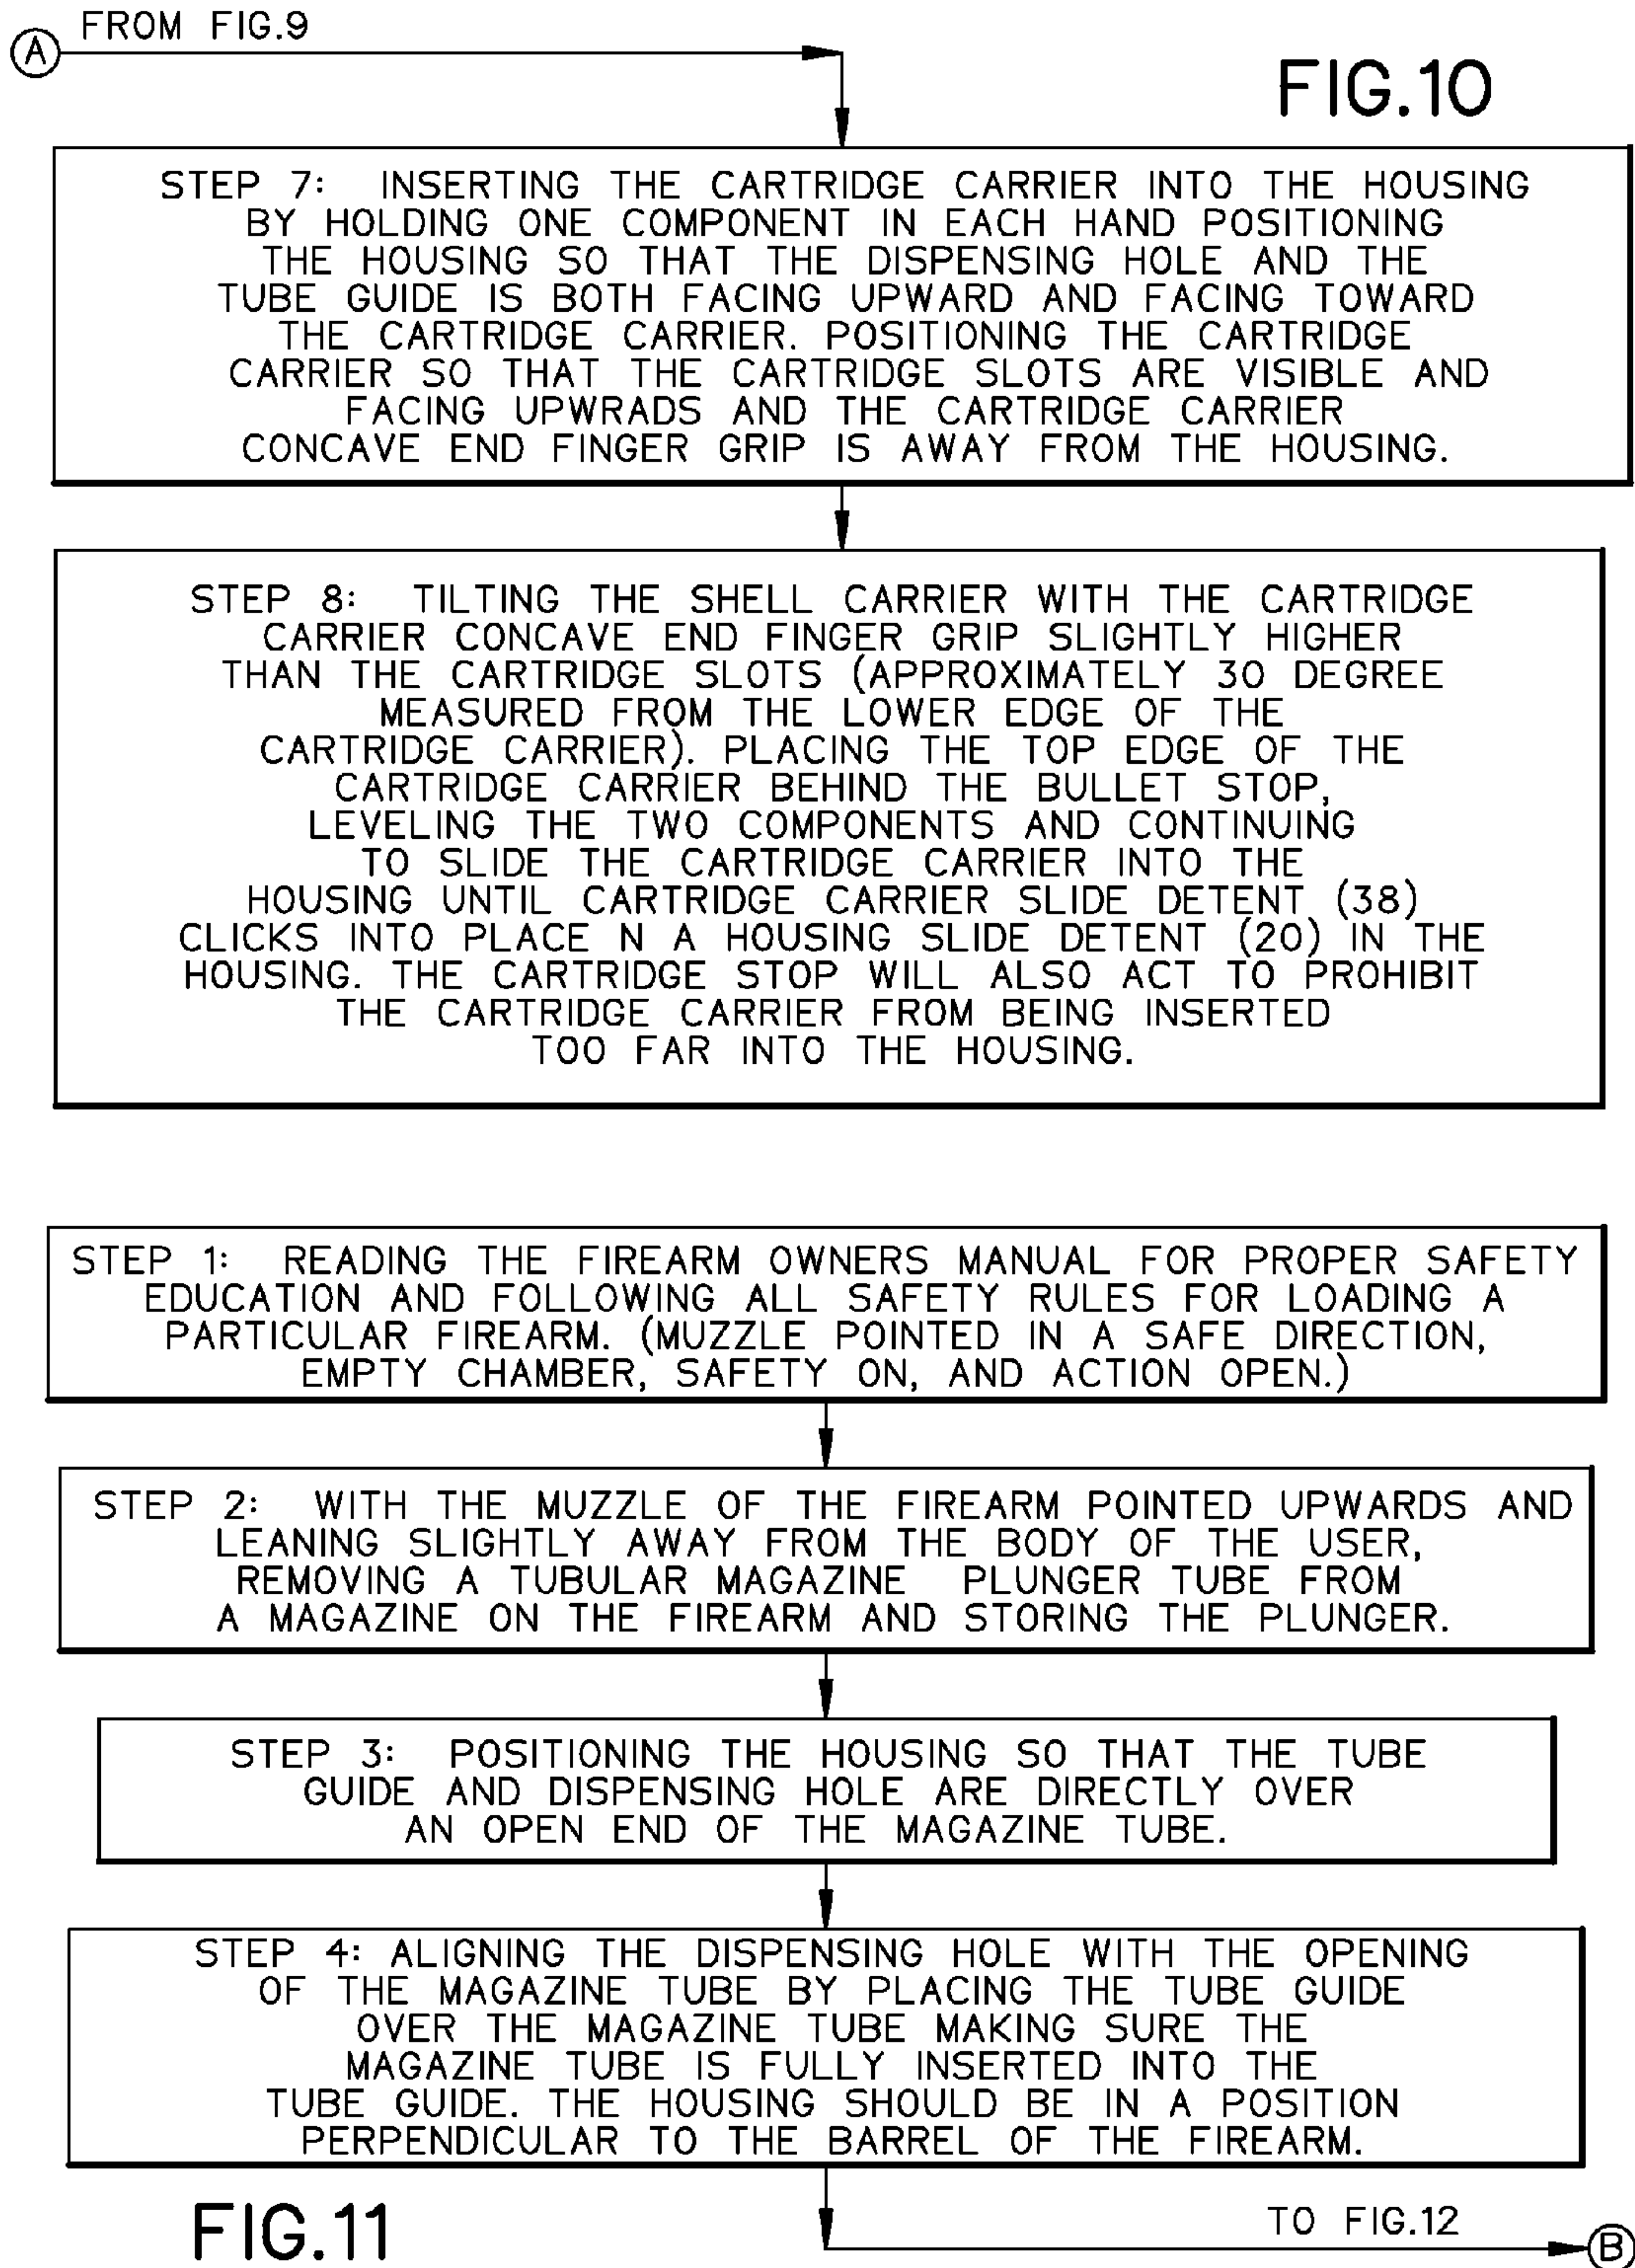 FROM FIG.9
A
FIG.10
STEP 7: INSERTING THE CARTRIDGE CARRIER INTO THE HOUSING
BY HOLDING ONE COMPONENT IN EACH HAND POSITIONING
THE HOUSING SO THAT THE DISPENSING HOLE AND THE
TUBE GUIDE IS BOTH FACING UPWARD AND FACING TOWARD
THE CARTRIDGE CARRIER. POSITIONING THE CARTRIDGE
CARRIER SO THAT THE CARTRIDGE SLOTS ARE VISIBLE AND
FACING UPWRADS AND THE CARTRIDGE CARRIER
CONCAVE END FINGER GRIP IS AWAY FROM THE HOUSING.
STEP 8: TILTING THE SHELL CARRIER WITH THE CARTRIDGE
CARRIER CONCAVE END FINGER GRIP SLIGHTLY HIGHER
THAN THE CARTRIDGE SLOTS (APPROXIMATELY 30 DEGREE
MEASURED FROM THE LOWER EDGE OF THE
CARTRIDGE CARRIER). PLACING THE TOP EDGE OF THE
CARTRIDGE CARRIER BEHIND THE BULLET STOP,
LEVELING THE TWO COMPONENTS AND CONTINUING
TO SLIDE THE CARTRIDGE CARRIER INTO THE
HOUSING UNTIL CARTRIDGE CARRIER SLIDE DETENT (38)
CLICKS INTO PLACE N A HOUSING SLIDE DETENT (20) IN THE
HOUSING. THE CARTRIDGE STOP WILL ALSO ACT TO PROHIBIT
THE CARTRIDGE CARRIER FROM BEING INSERTED
TOO FAR INTO THE HOUSING.
STEP 1: READING THE FIREARM OWNERS MANUAL FOR PROPER SAFETY
EDUCATION AND FOLLOWING ALL SAFETY RULES FOR LOADING A
PARTICULAR FIREARM. (MUZZLE POINTED IN A SAFE DIRECTION,
EMPTY CHAMBER, SAFETY ON, AND ACTION OPEN.)
STEP 2: WITH THE MUZZLE OF THE FIREARM POINTED UPWARDS AND
LEANING SLIGHTLY AWAY FROM THE BODY OF THE USER,
REMOVING A TUBULAR MAGAZINE PLUNGER TUBE FROM
A MAGAZINE ON THE FIREARM AND STORING THE PLUNGER.
STEP 3: POSITIONING THE HOUSING SO THAT THE TUBE
GUIDE AND DISPENSING HOLE ARE DIRECTLY OVER
AN OPEN END OF THE MAGAZINE TUBE.
STEP 4: ALIGNING THE DISPENSING HOLE WITH THE OPENING
OF THE MAGAZINE TUBE BY PLACING THE TUBE GUIDE
OVER THE MAGAZINE TUBE MAKING SURE THE
MAGAZINE TUBE IS FULLY INSERTED INTO THE
TUBE GUIDE. THE HOUSING SHOULD BE IN A POSITION
PERPENDICULAR TO THE BARREL OF THE FIREARM.
FIG.11
TO FIG.12
B